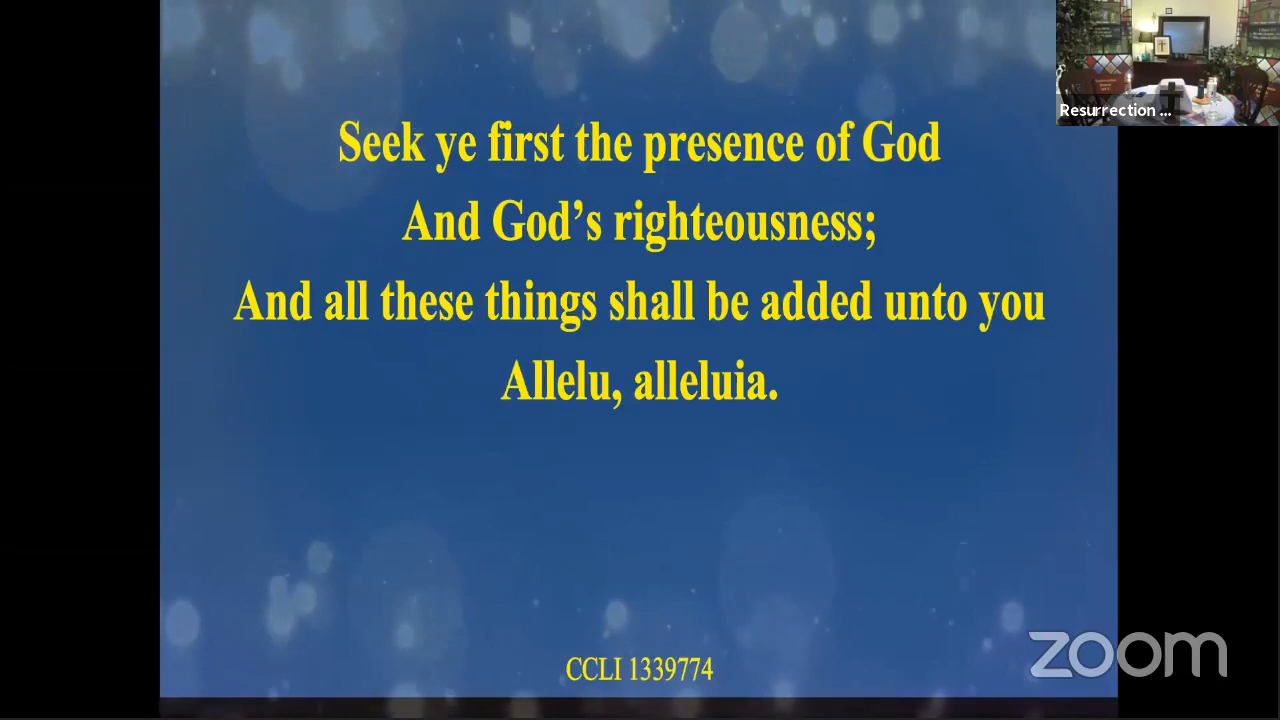 Seek ye first the presence of God
And God’s righteousness;
And all these things shall be added unto you
Allelu, alleluia.
CCLI 1339774
Resurrection ...
zoom